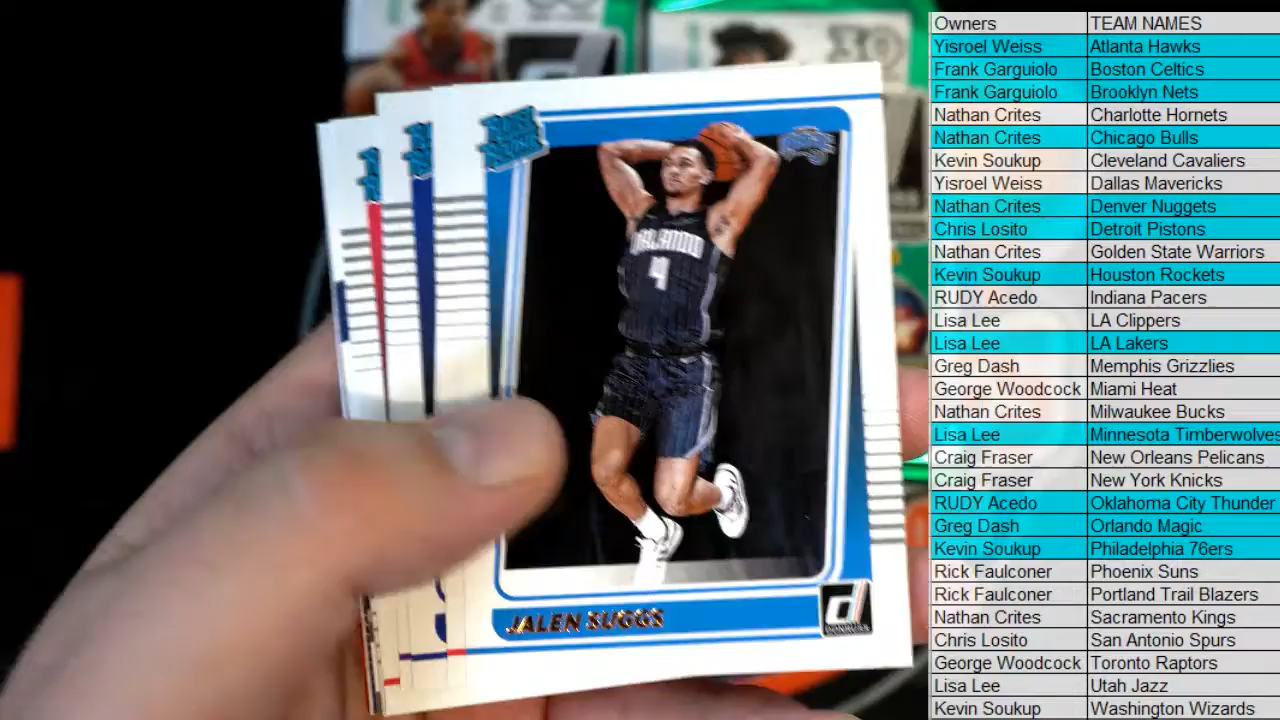 ORLANDO
4
JALEN SUGGS
DONRUSS
Owners TEAM NAMES
Yisroel Weiss Atlanta Hawks
Frank Garguiolo Boston Celtics
Frank Garguiolo Brooklyn Nets
Nathan Crites Charlotte Hornets
Nathan Crites Chicago Bulls
Kevin Soukup Cleveland Cavaliers
Yisroel Weiss Dallas Mavericks
Nathan Crites Denver Nuggets
Chris Losito Detroit Pistons
Nathan Crites Golden State Warriors
Kevin Soukup Houston Rockets
RUDY Acedo Indiana Pacers
Lisa Lee LA Clippers
Lisa Lee LA Lakers
Greg Dash Memphis Grizzlies
George Woodcock Miami Heat
Nathan Crites Milwaukee Bucks
Lisa Lee Minnesota Timberwolves
Craig Fraser New Orleans Pelicans
Craig Fraser New York Knicks
RUDY Acedo Oklahoma City Thunder
Greg Dash Orlando Magic
Kevin Soukup Philadelphia 76ers
Rick Faulconer Phoenix Suns
Rick Faulconer Portland Trail Blazers
Nathan Crites Sacramento Kings
Chris Losito San Antonio Spurs
George Woodcock Toronto Raptors
Lisa Lee Utah Jazz
Kevin Soukup Washington Wizards